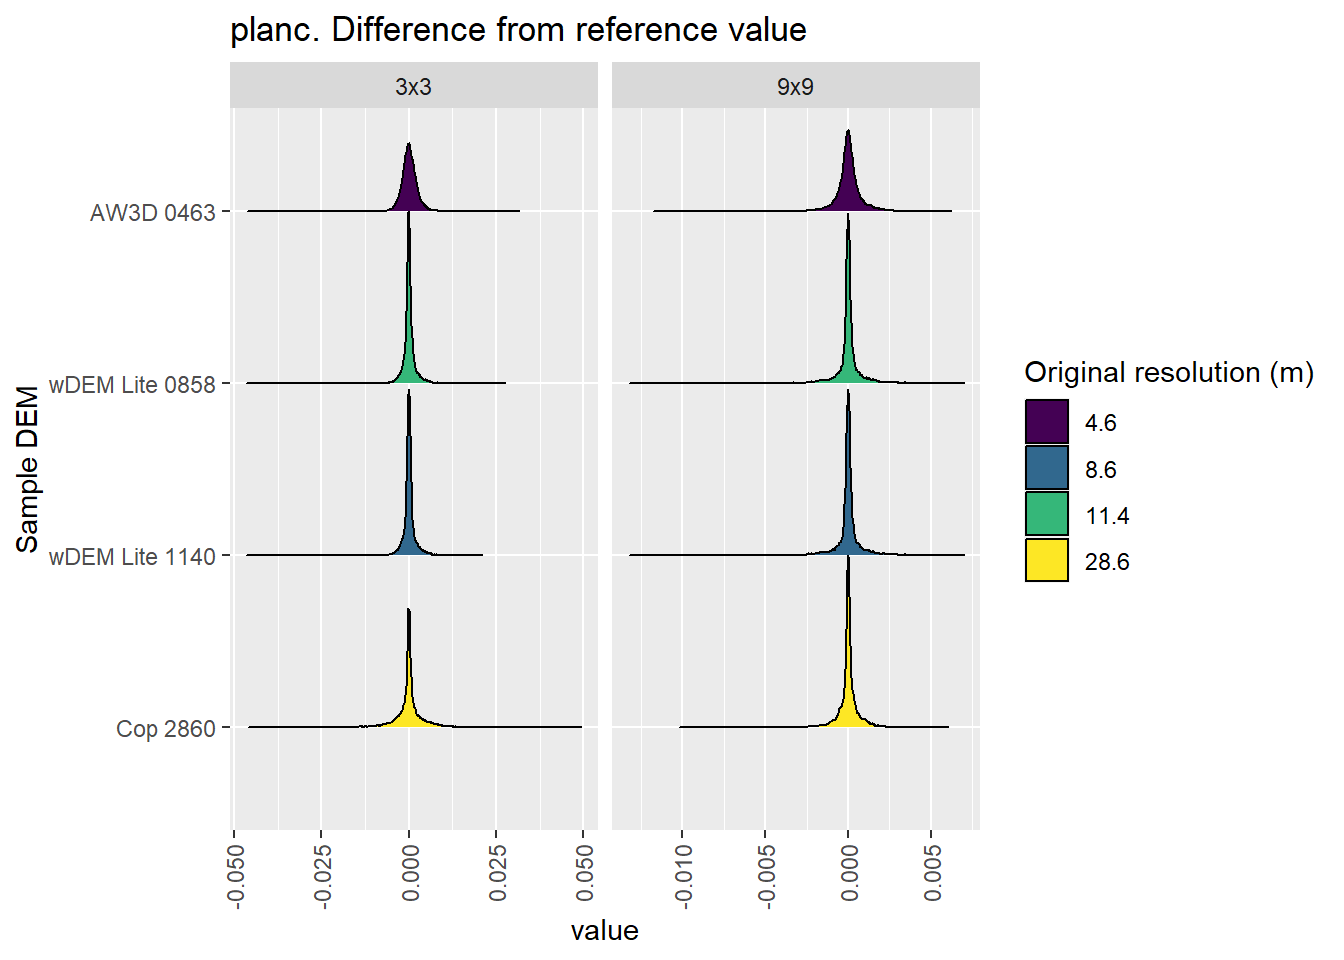 planc. Difference from reference value
3x3
9x9
AW3D 0463
wDEM Lite 0858
wDEM Lite 1140
Cop 2860
Sample DEM
-0.050
-0.025
0.000
0.025
0.050
-0.010
-0.005
0.000
0.005
value
Original resolution (m)
4.6
8.6
11.4
28.6